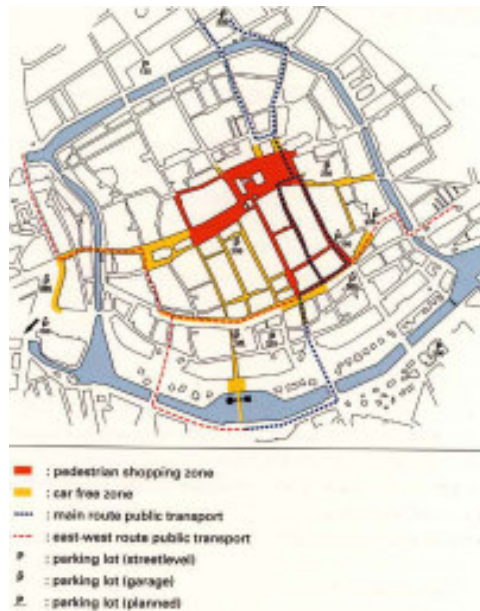 : pedestrian shopping zone
: car free zone
: main route public transport
: east-west route public transport
P : parking lot (streetlevel)
P : parking lot (garage)
P : parking lot (planned)